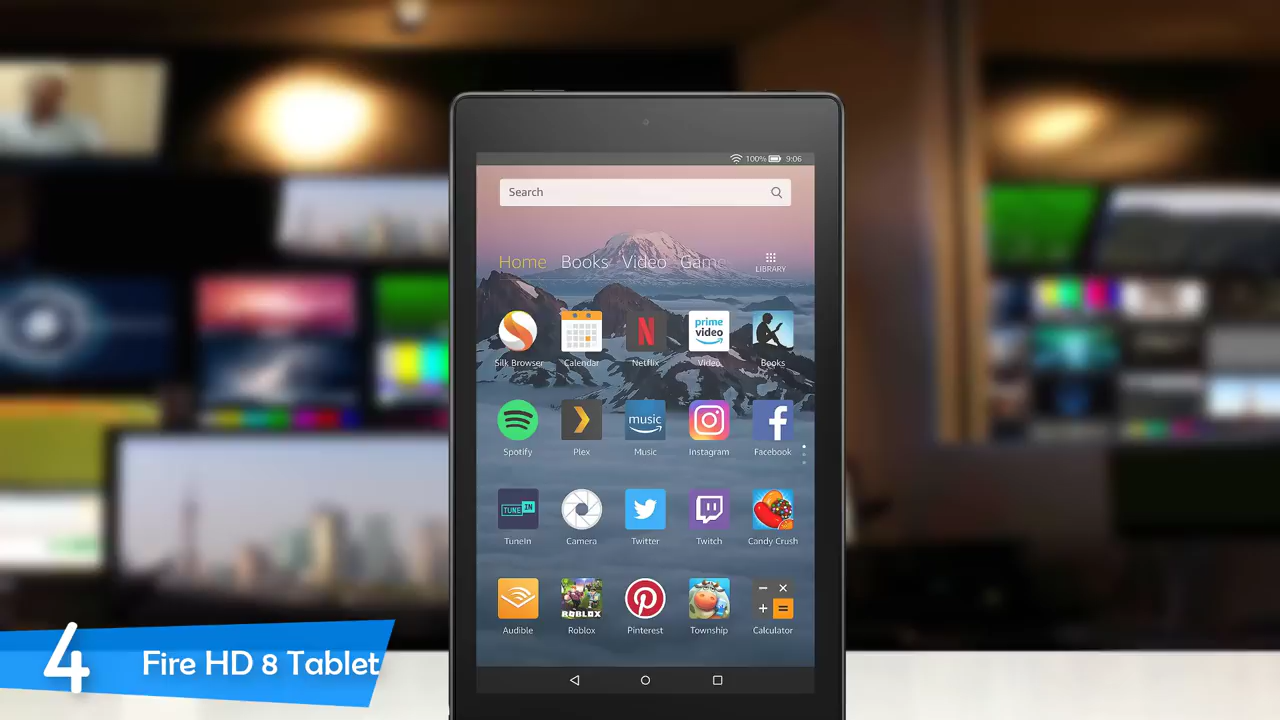 100% 9:06
Search
Home Books Video Game
LIBRARY
prime
video
Silk Browser Calendar Netflix Video Books
music
Spotify Plex Music Instagram Facebook
TUNE IN
TuneIn Camera Twitter Twitch Candy Crush
ROBLOX
Audible Roblox Pinterest Township Calculator
4 Fire HD 8 Tablet